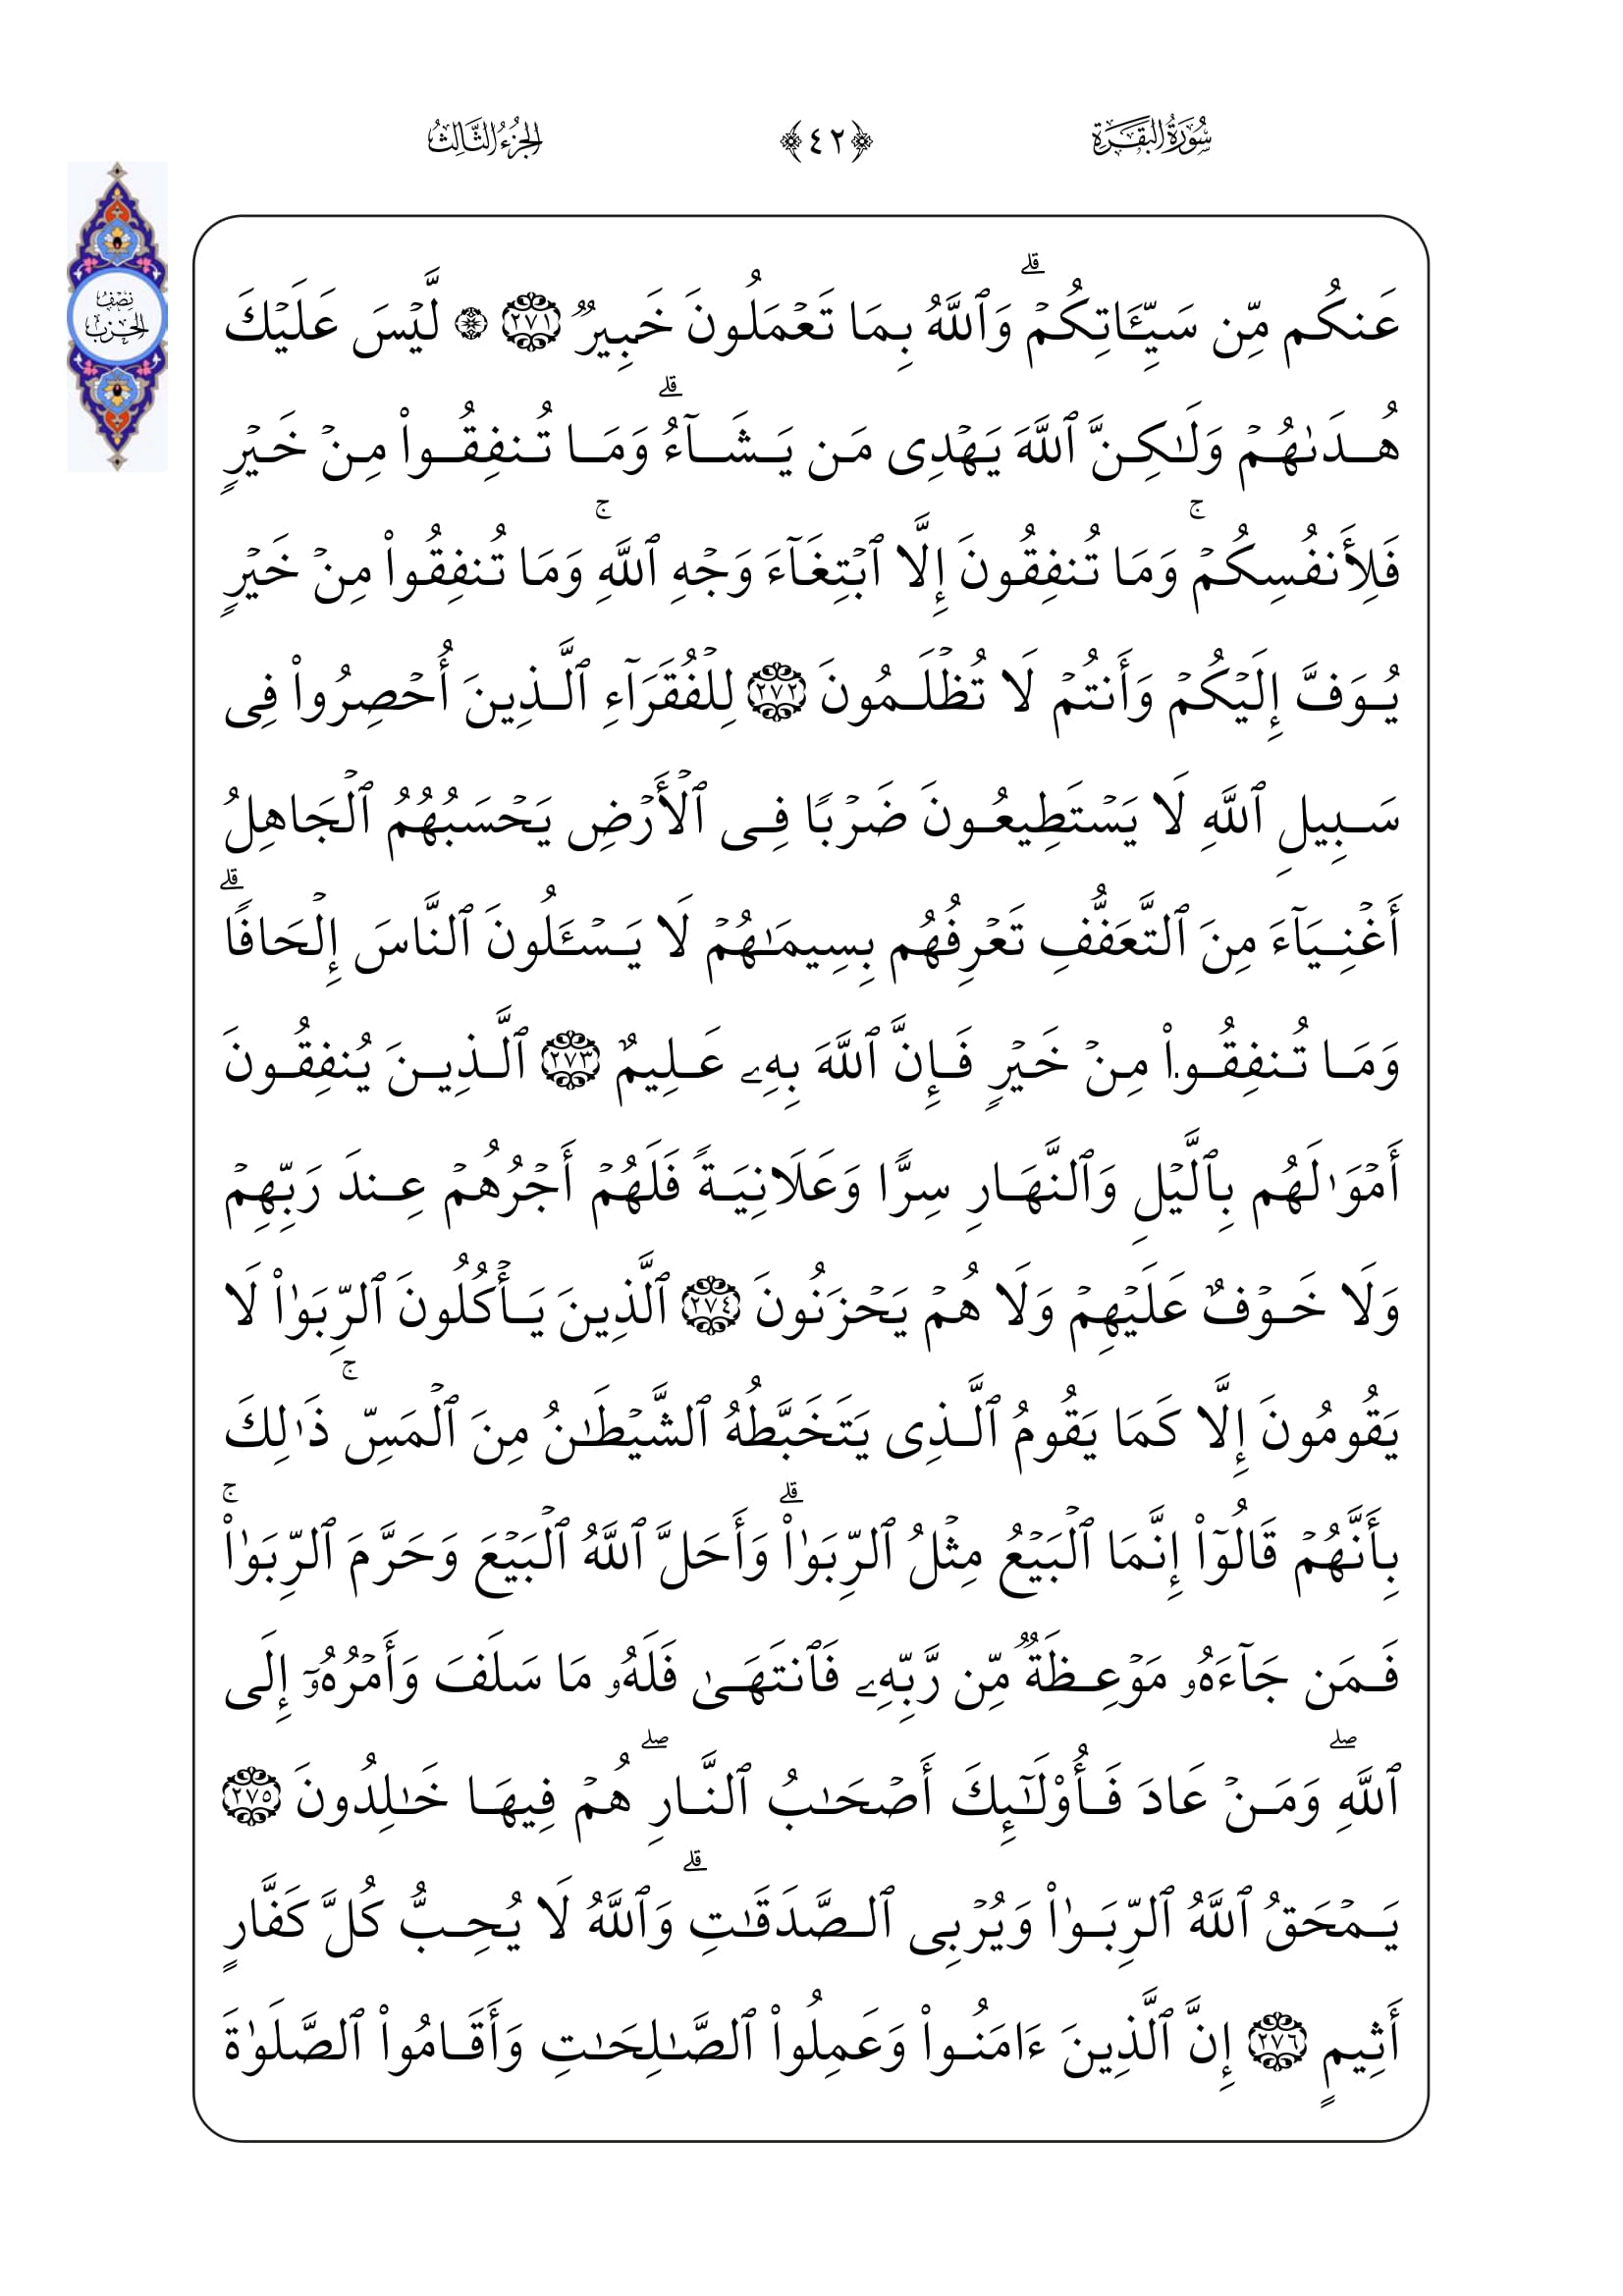 سُورَةُ البَقَرَةِ ﴿٤٢﴾ الجُزْءُ الثَّالِثُ
نِصْفُ
الحِزْبِ
عَنكُم مِّن سَيِّـَٔاتِكُمْۗ وَٱللَّهُ بِمَا تَعْمَلُونَ خَبِيرٌ ٢٧١ ۞ لَّيْسَ عَلَيْكَ
هُدَىٰهُمْ وَلَـٰكِنَّ ٱللَّهَ يَهْدِى مَن يَشَآءُۗ وَمَا تُنفِقُوا۟ مِنْ خَيْرٍ
فَلِأَنفُسِكُمْۚ وَمَا تُنفِقُونَ إِلَّا ٱبْتِغَآءَ وَجْهِ ٱللَّهِۚ وَمَا تُنفِقُوا۟ مِنْ خَيْرٍ
يُوَفَّ إِلَيْكُمْ وَأَنتُمْ لَا تُظْلَمُونَ ٢٧٢ لِلْفُقَرَآءِ ٱلَّذِينَ أُحْصِرُوا۟ فِى
سَبِيلِ ٱللَّهِ لَا يَسْتَطِيعُونَ ضَرْبًا فِى ٱلْأَرْضِ يَحْسَبُهُمُ ٱلْجَاهِلُ
أَغْنِيَآءَ مِنَ ٱلتَّعَفُّفِ تَعْرِفُهُم بِسِيمَـٰهُمْ لَا يَسْـَٔلُونَ ٱلنَّاسَ إِلْحَافًاۗ
وَمَا تُنفِقُوا۟ مِنْ خَيْرٍ فَإِنَّ ٱللَّهَ بِهِۦ عَلِيمٌ ٢٧٣ ٱلَّذِينَ يُنفِقُونَ
أَمْوَٰلَهُم بِٱلَّيْلِ وَٱلنَّهَارِ سِرًّا وَعَلَانِيَةً فَلَهُمْ أَجْرُهُمْ عِندَ رَبِّهِمْ
وَلَا خَوْفٌ عَلَيْهِمْ وَلَا هُمْ يَحْزَنُونَ ٢٧٤ ٱلَّذِينَ يَأْكُلُونَ ٱلرِّبَوٰا۟ لَا
يَقُومُونَ إِلَّا كَمَا يَقُومُ ٱلَّذِى يَتَخَبَّطُهُ ٱلشَّيْطَـٰنُ مِنَ ٱلْمَسِّۚ ذَٰلِكَ
بِأَنَّهُمْ قَالُوٓا۟ إِنَّمَا ٱلْبَيْعُ مِثْلُ ٱلرِّبَوٰا۟ۗ وَأَحَلَّ ٱللَّهُ ٱلْبَيْعَ وَحَرَّمَ ٱلرِّبَوٰا۟ۚ
فَمَن جَآءَهُۥ مَوْعِظَةٌ مِّن رَّبِّهِۦ فَٱنتَهَىٰ فَلَهُۥ مَا سَلَفَ وَأَمْرُهُۥٓ إِلَى
ٱللَّهِۖ وَمَنْ عَادَ فَأُو۟لَـٰٓئِكَ أَصْحَـٰبُ ٱلنَّارِۖ هُمْ فِيهَا خَـٰلِدُونَ ٢٧٥
يَمْحَقُ ٱللَّهُ ٱلرِّبَوٰا۟ وَيُرْبِى ٱلصَّدَقَـٰتِۗ وَٱللَّهُ لَا يُحِبُّ كُلَّ كَفَّارٍ
أَثِيمٍ ٢٧٦ إِنَّ ٱلَّذِينَ ءَامَنُوا۟ وَعَمِلُوا۟ ٱلصَّـٰلِحَـٰتِ وَأَقَامُوا۟ ٱلصَّلَوٰةَ